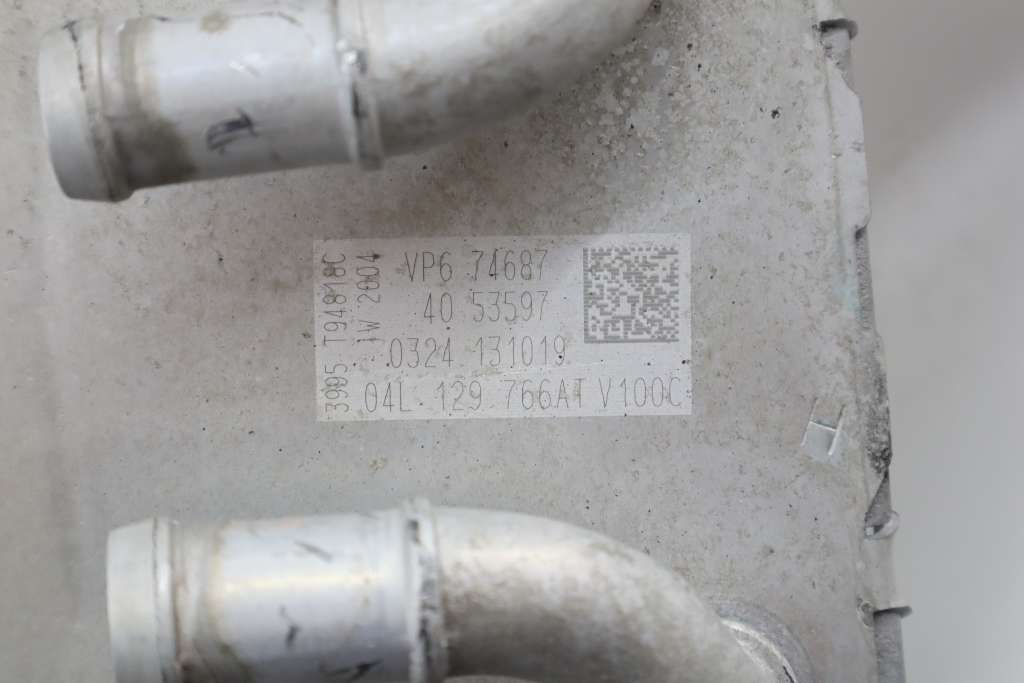 VP6 74687
40 53597
0324 131019
04L 129 766AT V100C
3995 T94818C
1W 2004